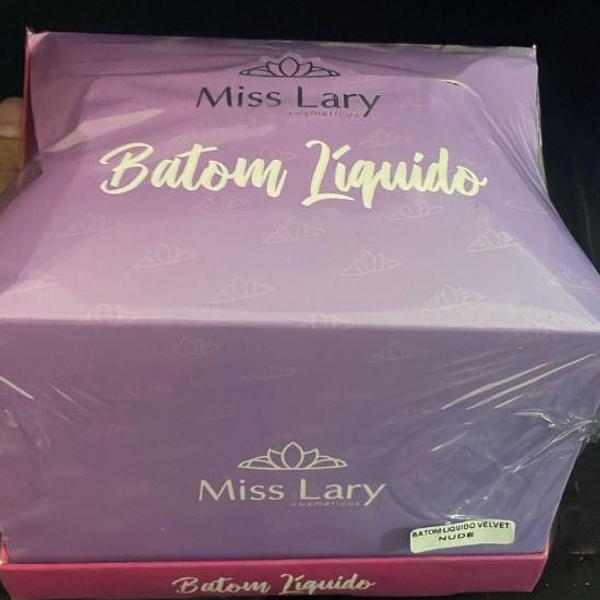 Miss Lary
cosméticos
Batom Líquido
Miss Lary
cosméticos
BATOM LIQUIDO VELVET
NUDE
Batom Líquido